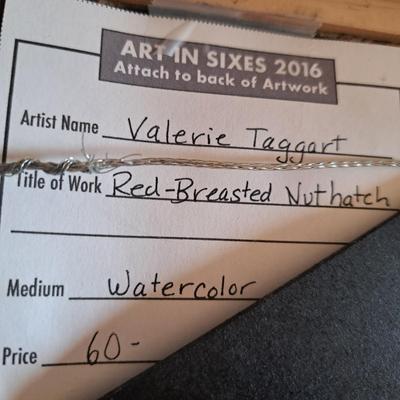 ART IN SIXES 2016
Attach to back of Artwork
Artist Name Valerie Taggart
Title of Work Red-Breasted Nuthatch
Medium Watercolor
Price 60-